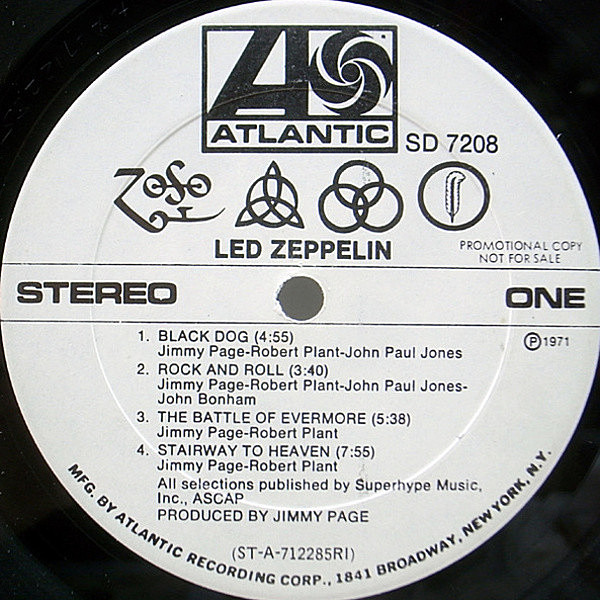 ATLANTIC
SD 7208
ZoSo
LED ZEPPELIN
PROMOTIONAL COPY
NOT FOR SALE
STEREO
ONE
1. BLACK DOG (4:55)
Jimmy Page-Robert Plant-John Paul Jones
℗ 1971
2. ROCK AND ROLL (3:40)
Jimmy Page-Robert Plant-John Paul Jones-
John Bonham
3. THE BATTLE OF EVERMORE (5:38)
Jimmy Page-Robert Plant
4. STAIRWAY TO HEAVEN (7:55)
Jimmy Page-Robert Plant
All selections published by Superhype Music,
Inc., ASCAP
PRODUCED BY JIMMY PAGE
(ST-A-712285RI)
MFG. BY ATLANTIC RECORDING CORP., 1841 BROADWAY, NEW YORK, N.Y.